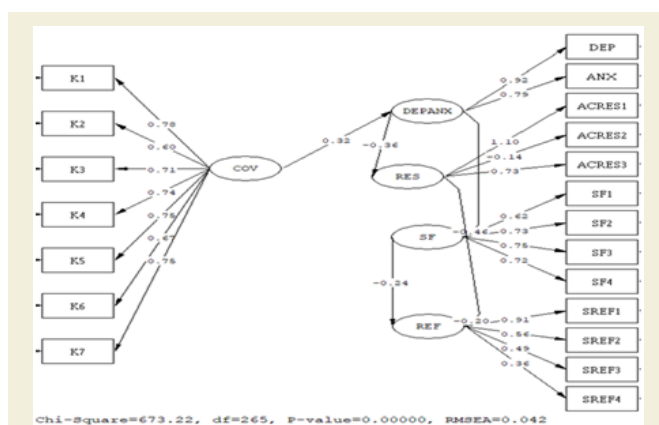 K1
K2
K3
K4
K5
K6
K7
0.78
0.60
0.71
0.74
0.75
0.67
0.75
COV
0.32
DEPANX
-0.36
RES
SF
-0.24
REF
-0.46
-0.20
0.92
0.79
1.10
-0.14
0.73
0.62
0.73
0.75
0.72
0.91
0.56
0.49
0.36
DEP
ANX
ACRES1
ACRES2
ACRES3
SF1
SF2
SF3
SF4
SREF1
SREF2
SREF3
SREF4
Chi-Square=673.22, df=265, P-value=0.00000, RMSEA=0.042